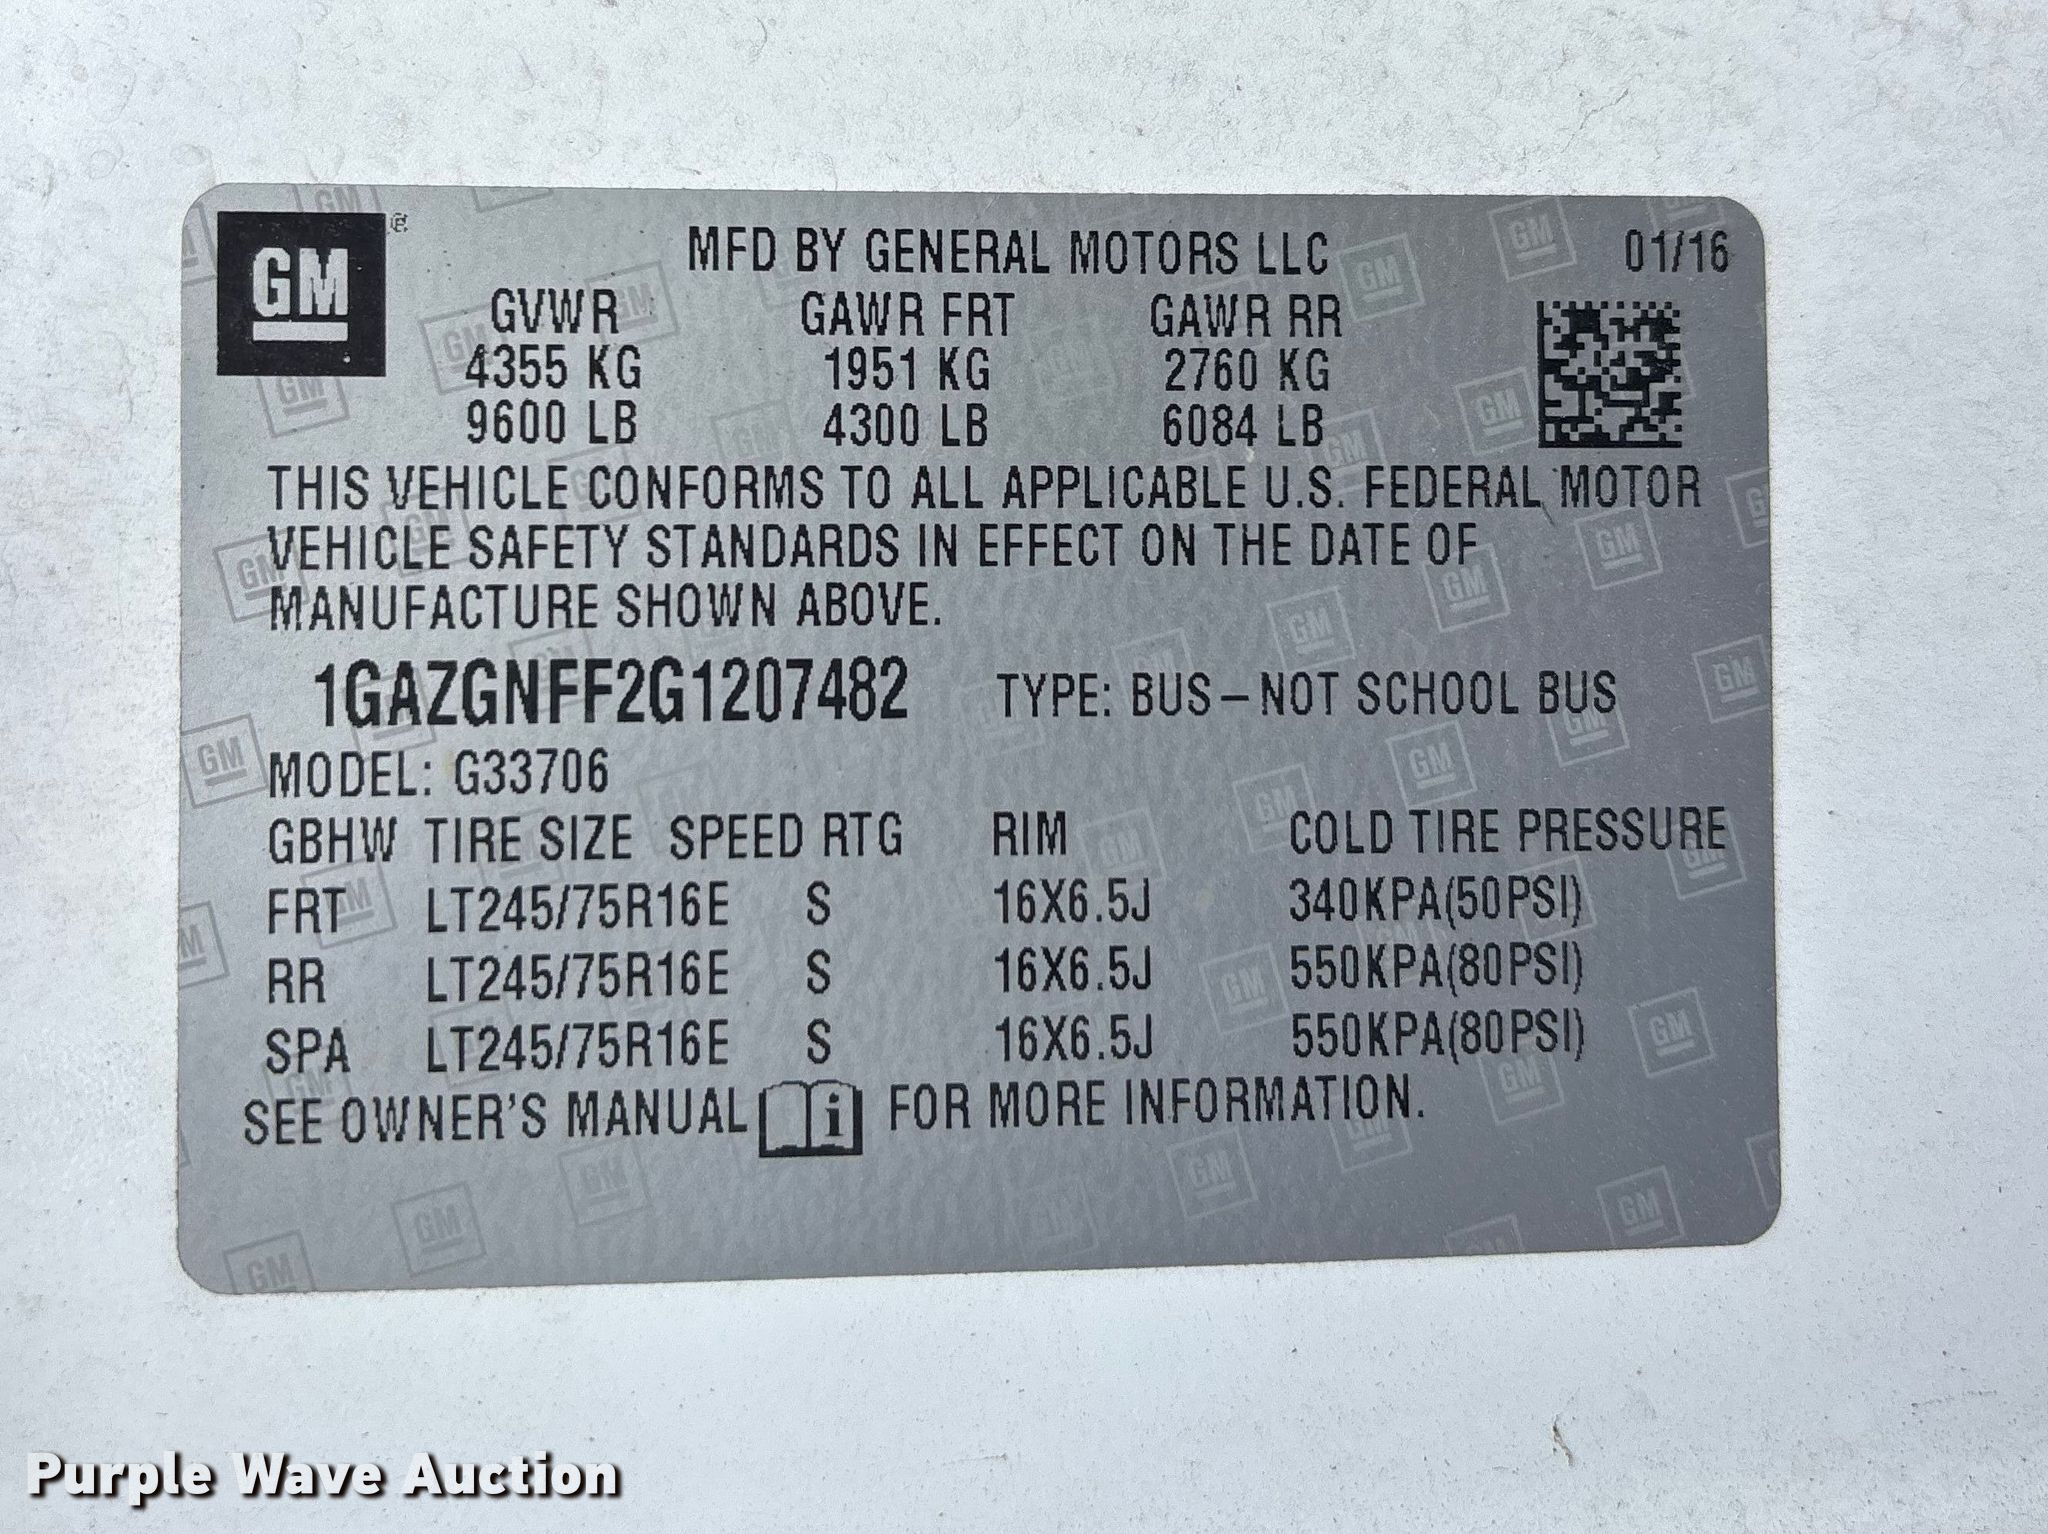 GM
MFD BY GENERAL MOTORS LLC 01/16
GVWR GAWR FRT GAWR RR
4355 KG 1951 KG 2760 KG
9600 LB 4300 LB 6084 LB
THIS VEHICLE CONFORMS TO ALL APPLICABLE U.S. FEDERAL MOTOR
VEHICLE SAFETY STANDARDS IN EFFECT ON THE DATE OF
MANUFACTURE SHOWN ABOVE.
1GAZGNFF2G1207482 TYPE: BUS – NOT SCHOOL BUS
MODEL: G33706
GBHW TIRE SIZE SPEED RTG RIM COLD TIRE PRESSURE
FRT LT245/75R16E S 16X6.5J 340KPA(50PSI)
RR LT245/75R16E S 16X6.5J 550KPA(80PSI)
SPA LT245/75R16E S 16X6.5J 550KPA(80PSI)
SEE OWNER'S MANUAL i FOR MORE INFORMATION.
Purple Wave Auction